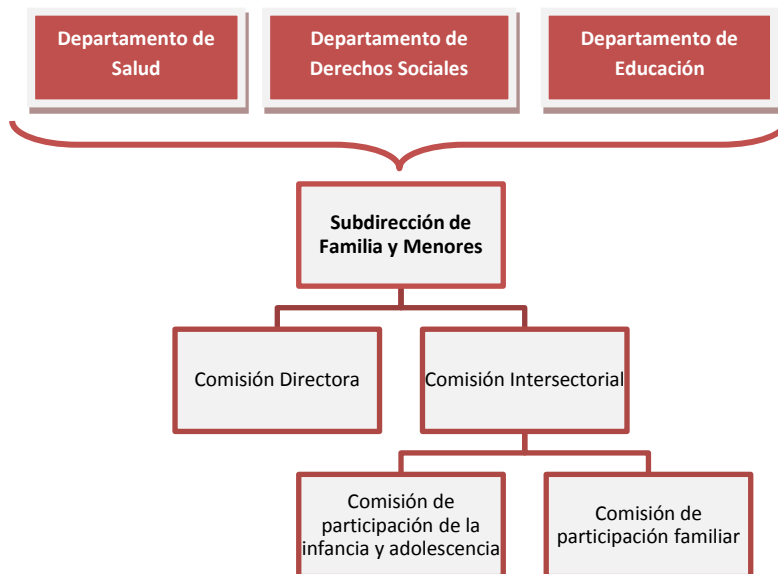 Departamento de
Salud
Departamento de
Derechos Sociales
Departamento de
Educación
Subdirección de
Familia y Menores
Comisión Directora
Comisión Intersectorial
Comisión de
participación de la
infancia y adolescencia
Comisión de
participación familiar